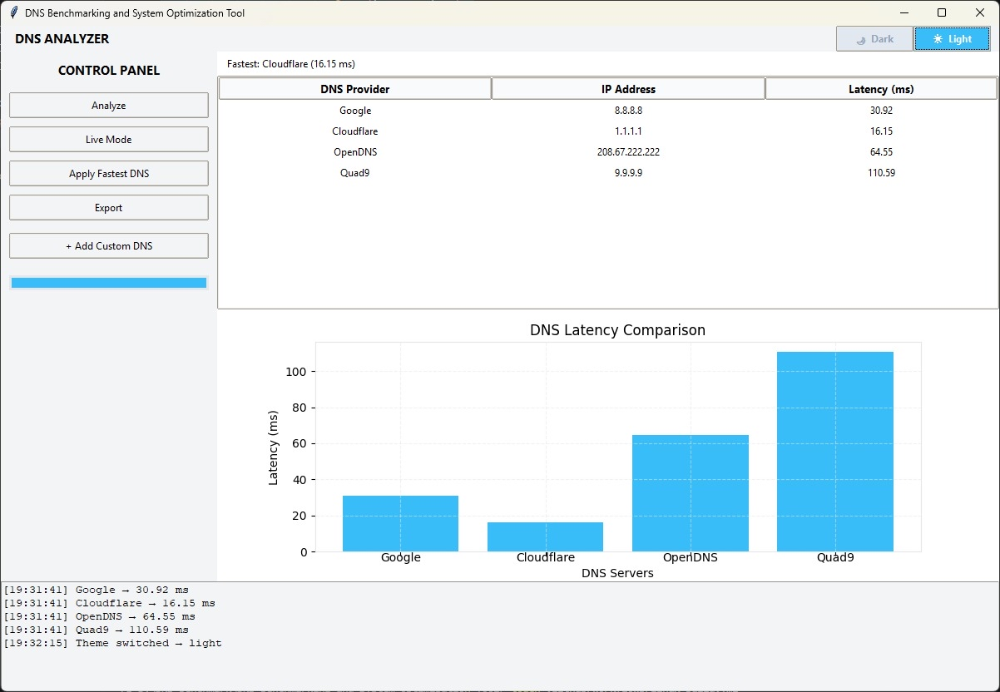 DNS Benchmarking and System Optimization Tool
DNS ANALYZER
Dark
Light
CONTROL PANEL
Analyze
Live Mode
Apply Fastest DNS
Export
+ Add Custom DNS
Fastest: Cloudflare (16.15 ms)
DNS Provider IP Address Latency (ms)
Google 8.8.8.8 30.92
Cloudflare 1.1.1.1 16.15
OpenDNS 208.67.222.222 64.55
Quad9 9.9.9.9 110.59
DNS Latency Comparison
Latency (ms)
100
80
60
40
20
0
Google Cloudflare OpenDNS Quad9
DNS Servers
[19:31:41] Google → 30.92 ms
[19:31:41] Cloudflare → 16.15 ms
[19:31:41] OpenDNS → 64.55 ms
[19:31:41] Quad9 → 110.59 ms
[19:32:15] Theme switched → light